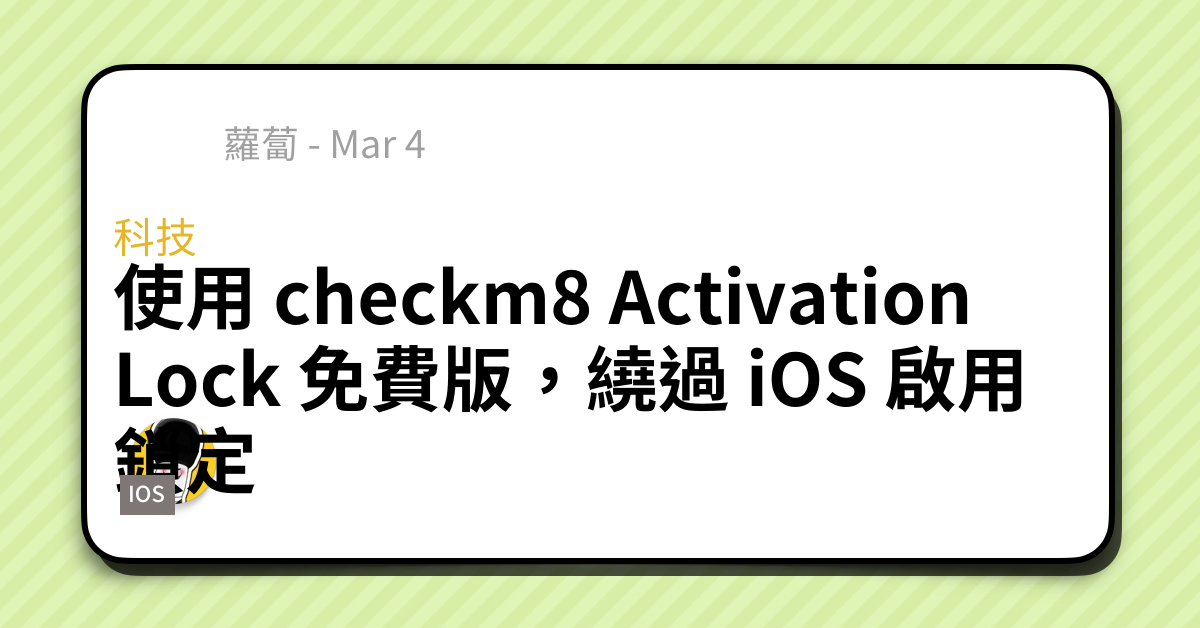 蘿蔔 - Mar 4
科技
使用 checkm8 Activation
Lock 免費版，繞過 iOS 啟用
鎖定
IOS